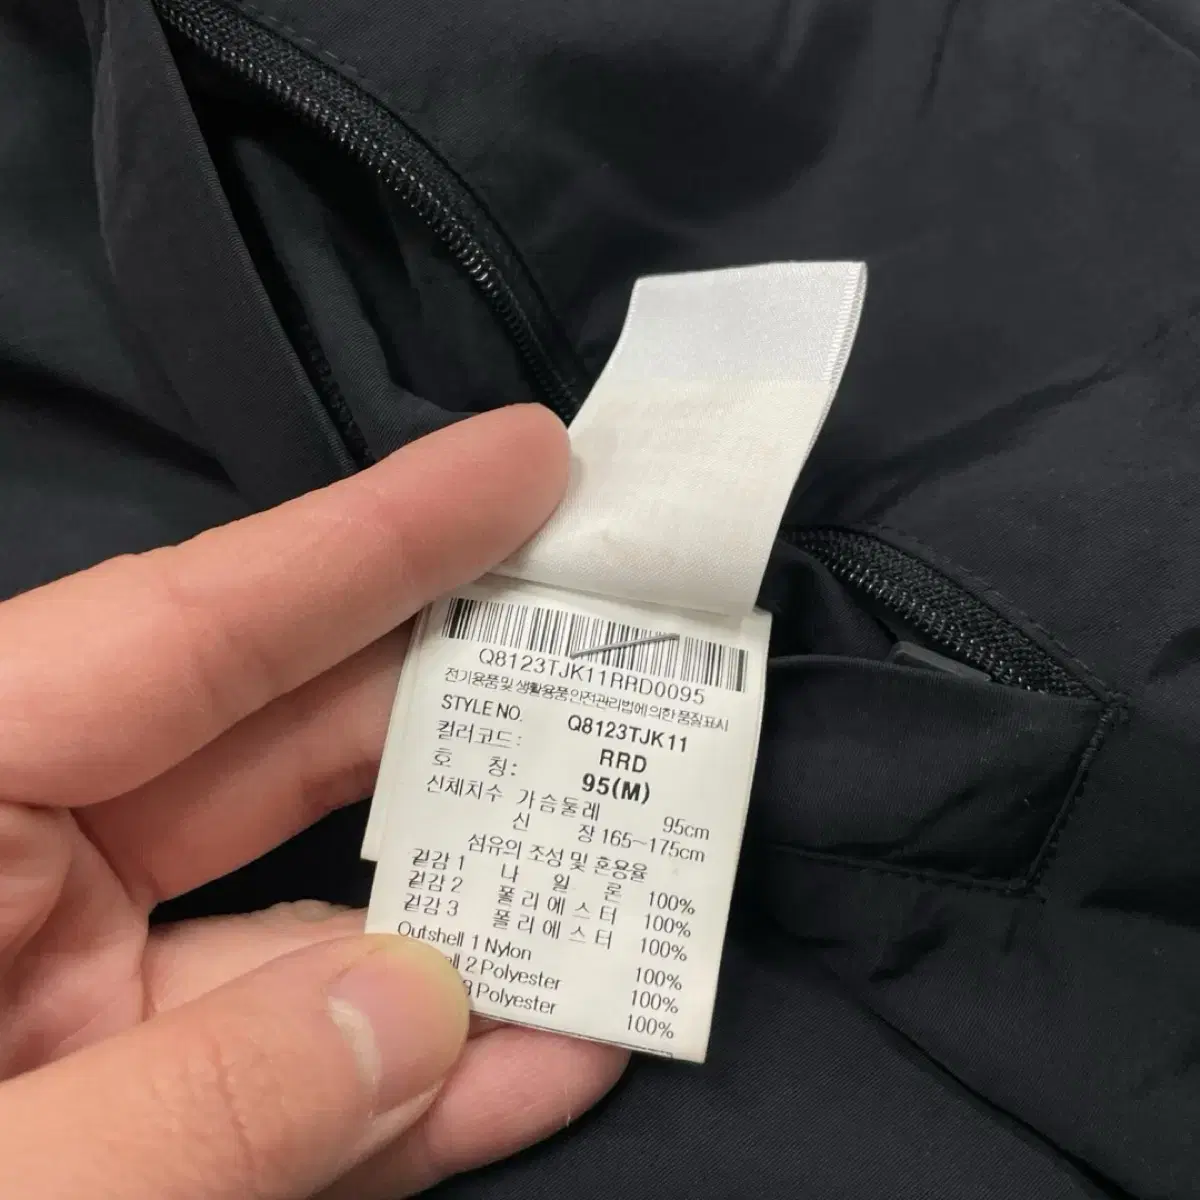 Q8123TJK11RRD0095
전기용품 및 생활용품 안전관리법에 의한 품질표시
STYLE NO. Q8123TJK11
컬러코드: RRD
호 칭: 95(M)
신체치수 가슴둘레 95cm
신 장 165~175cm
섬유의 조성 및 혼용율
겉감 1 나 일 론 100%
겉감 2 폴리에스터 100%
겉감 3 폴리에스터 100%
Outshell 1 Nylon 100%
2 Polyester 100%
3 Polyester 100%